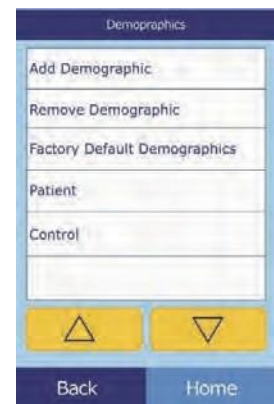 Demographics
Add Demographic
Remove Demographic
Factory Default Demographics
Patient
Control
Back
Home